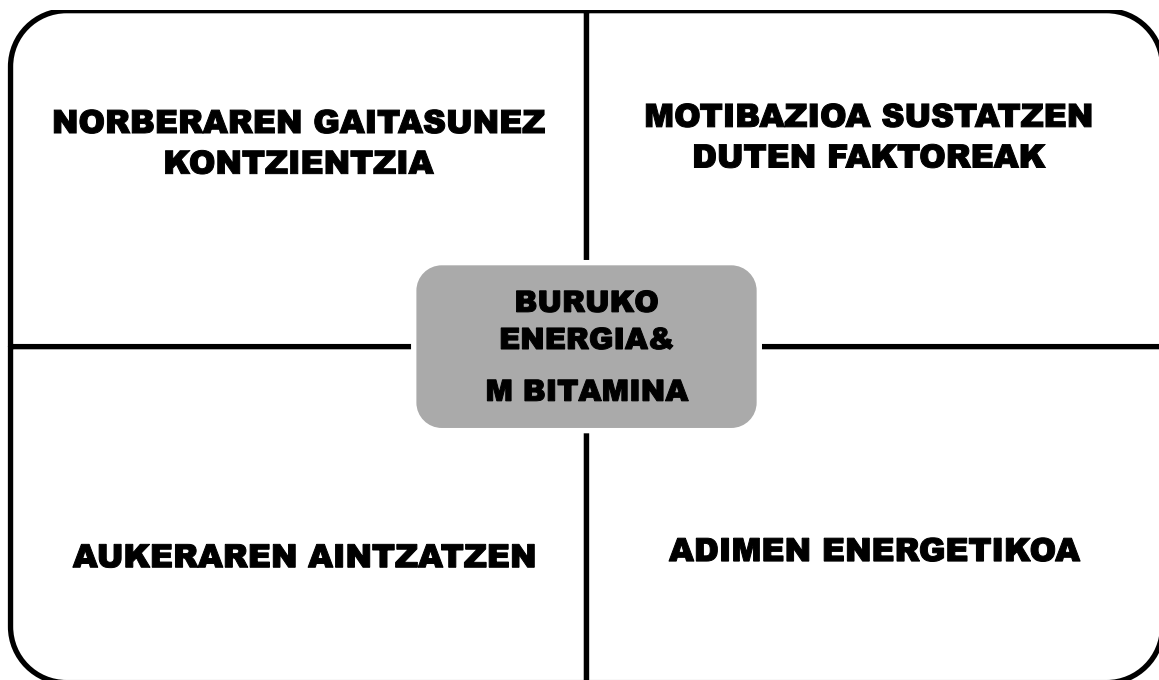 NORBERAREN GAITASUNEZ
KONTZIENTZIA
MOTIBAZIOA SUSTATZEN
DUTEN FAKTOREAK
BURUKO
ENERGIA&
M BITAMINA
AUKERAREN AINTZATZEN
ADIMEN ENERGETIKOA